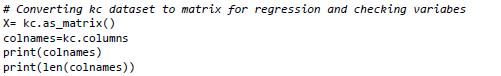 # Converting kc dataset to matrix for regression and checking variabes
X= kc.as_matrix()
colnames=kc.columns
print(colnames)
print(len(colnames))